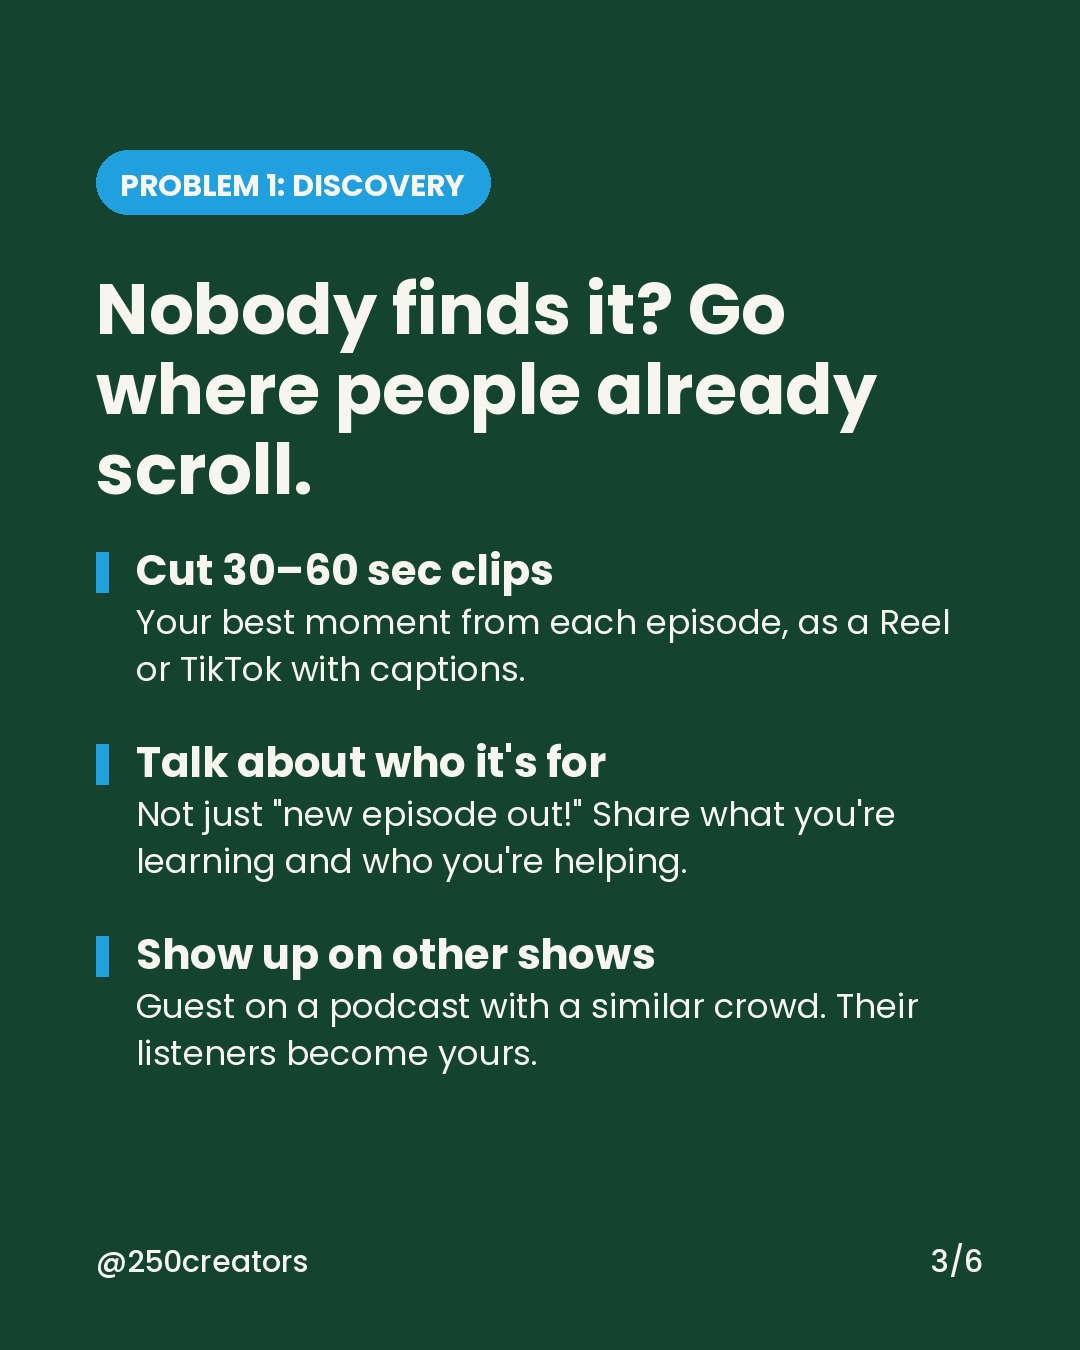 PROBLEM 1: DISCOVERY
Nobody finds it? Go
where people already
scroll.
Cut 30–60 sec clips
Your best moment from each episode, as a Reel
or TikTok with captions.
Talk about who it's for
Not just "new episode out!" Share what you're
learning and who you're helping.
Show up on other shows
Guest on a podcast with a similar crowd. Their
listeners become yours.
@250creators
3/6